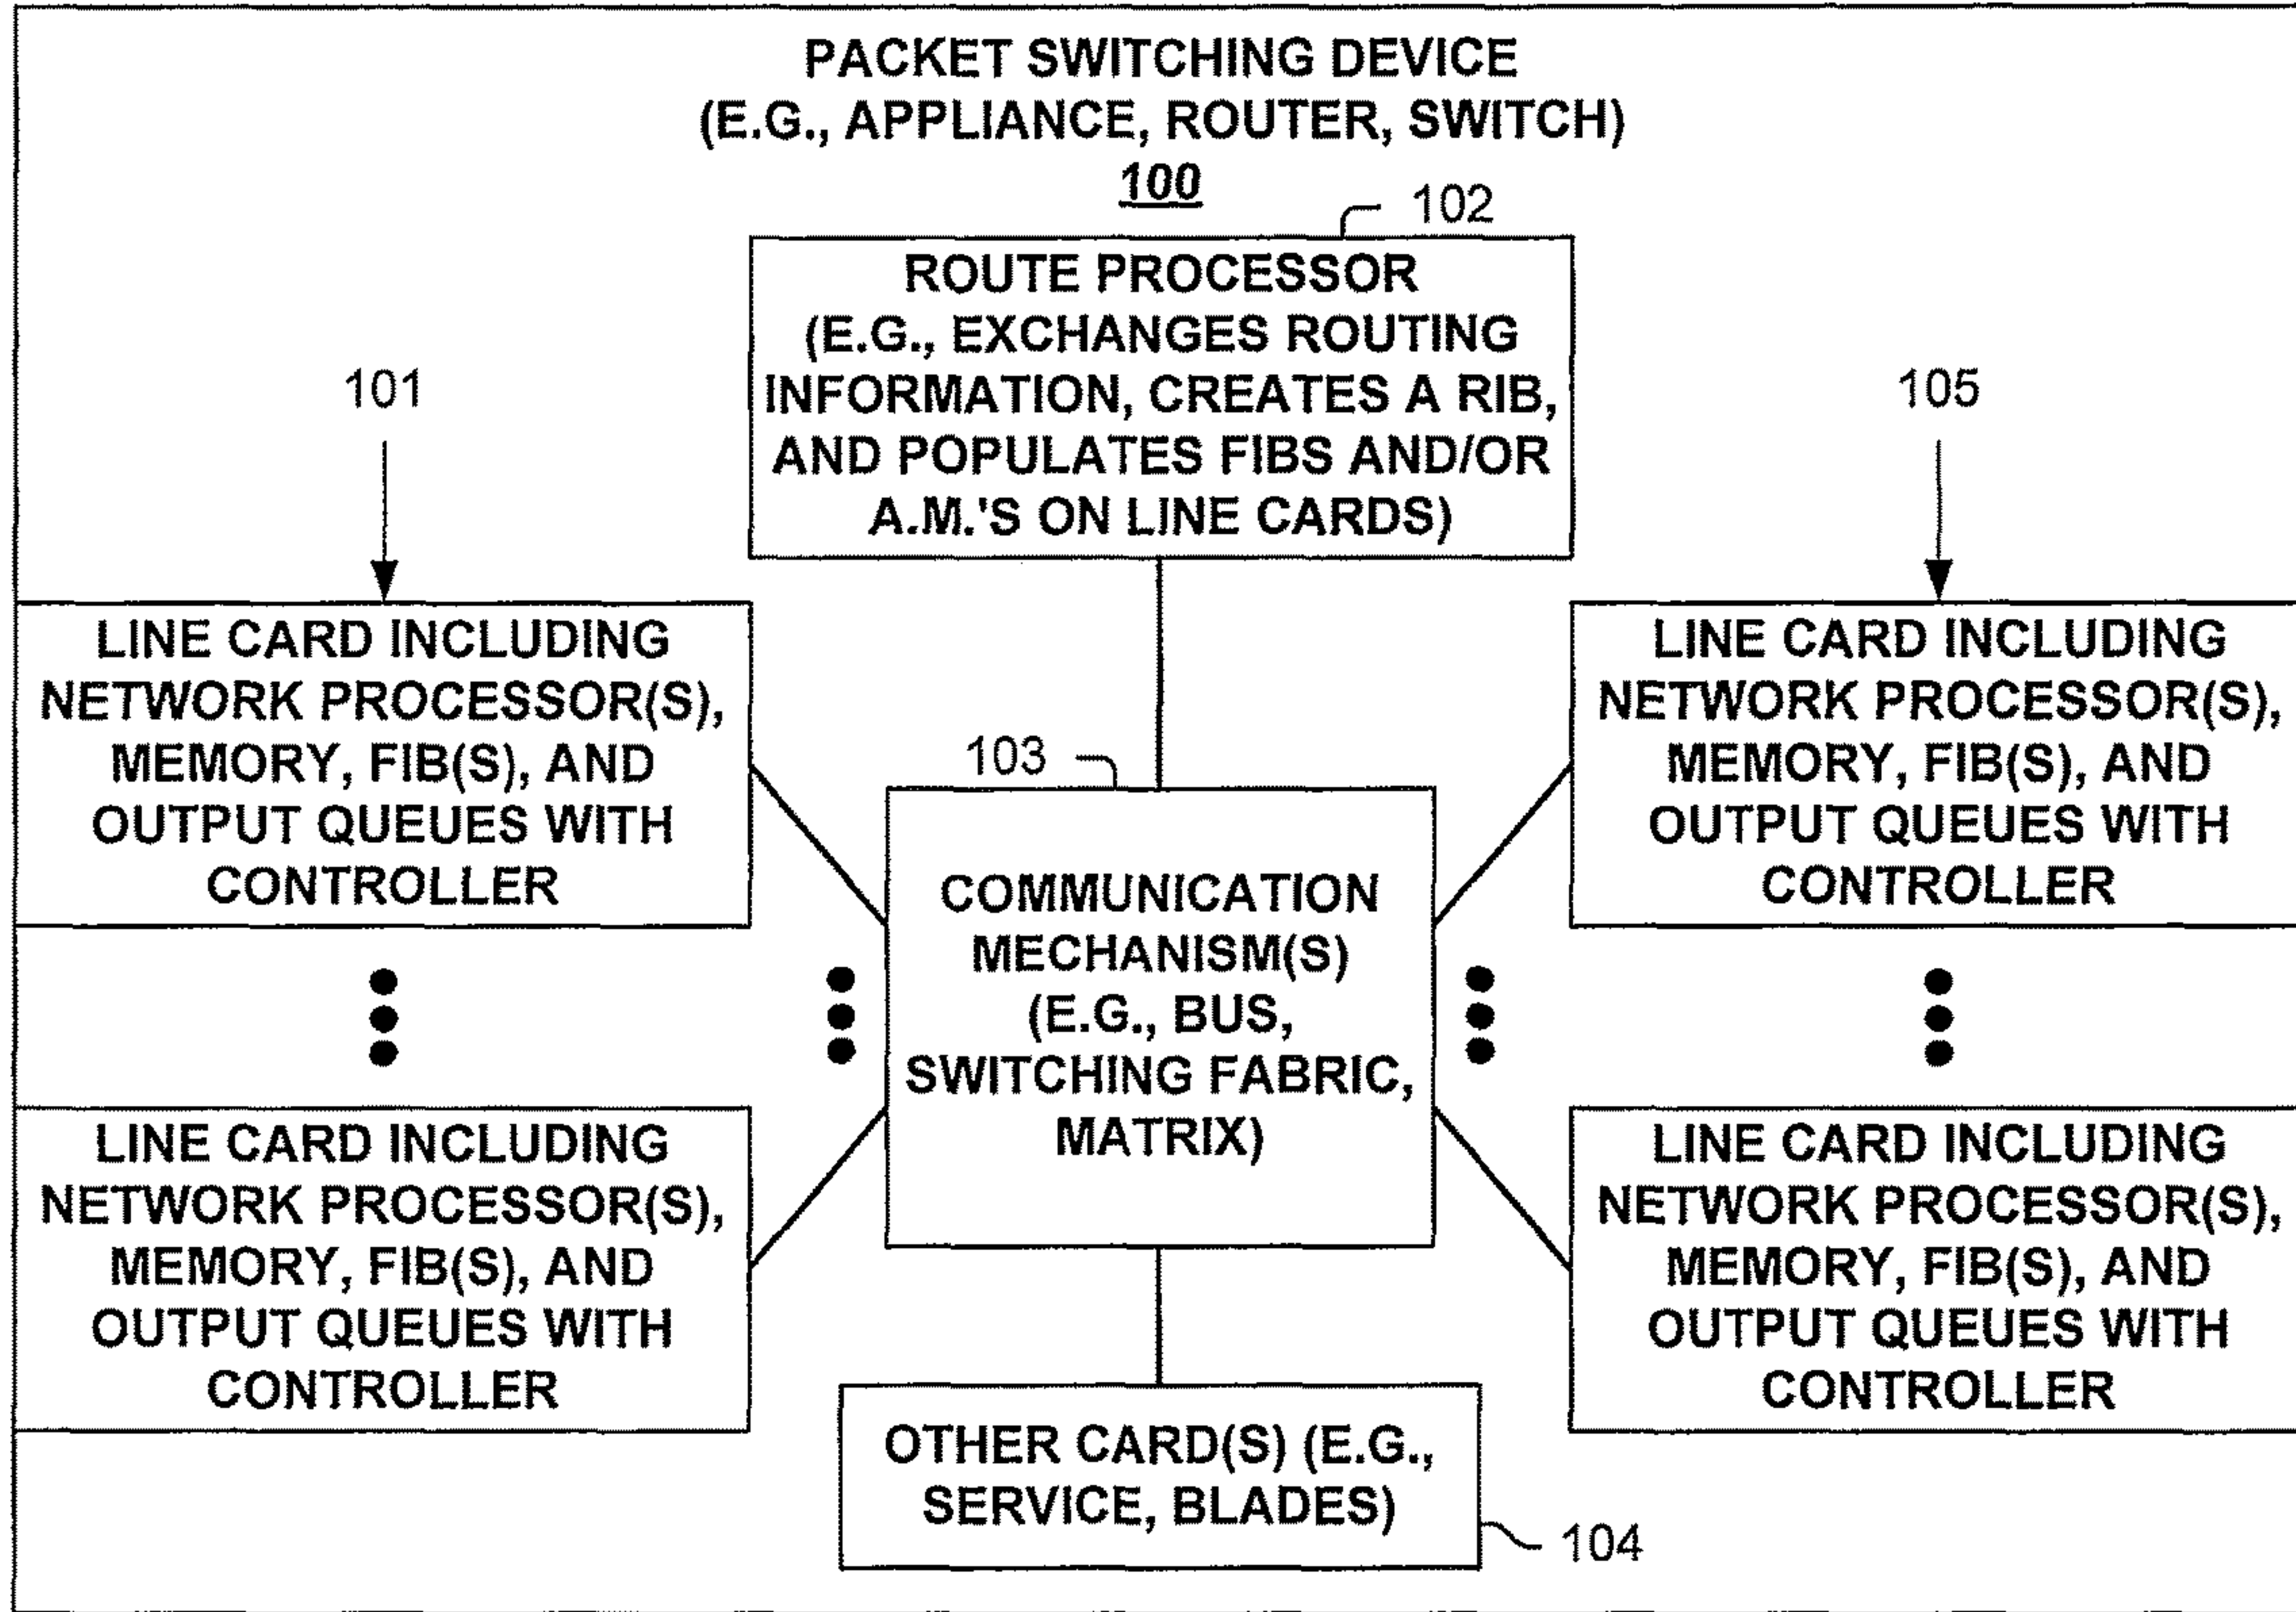 PACKET SWITCHING DEVICE
(E.G., APPLIANCE, ROUTER, SWITCH)
100
102
ROUTE PROCESSOR
(E.G., EXCHANGES ROUTING
INFORMATION, CREATES A RIB,
AND POPULATES FIBS AND/OR
A.M.'S ON LINE CARDS)
101
105
LINE CARD INCLUDING
NETWORK PROCESSOR(S),
MEMORY, FIB(S), AND
OUTPUT QUEUES WITH
CONTROLLER
LINE CARD INCLUDING
NETWORK PROCESSOR(S),
MEMORY, FIB(S), AND
OUTPUT QUEUES WITH
CONTROLLER
103
COMMUNICATION
MECHANISM(S)
(E.G., BUS,
SWITCHING FABRIC,
MATRIX)
LINE CARD INCLUDING
NETWORK PROCESSOR(S),
MEMORY, FIB(S), AND
OUTPUT QUEUES WITH
CONTROLLER
LINE CARD INCLUDING
NETWORK PROCESSOR(S),
MEMORY, FIB(S), AND
OUTPUT QUEUES WITH
CONTROLLER
OTHER CARD(S) (E.G.,
SERVICE, BLADES)
104